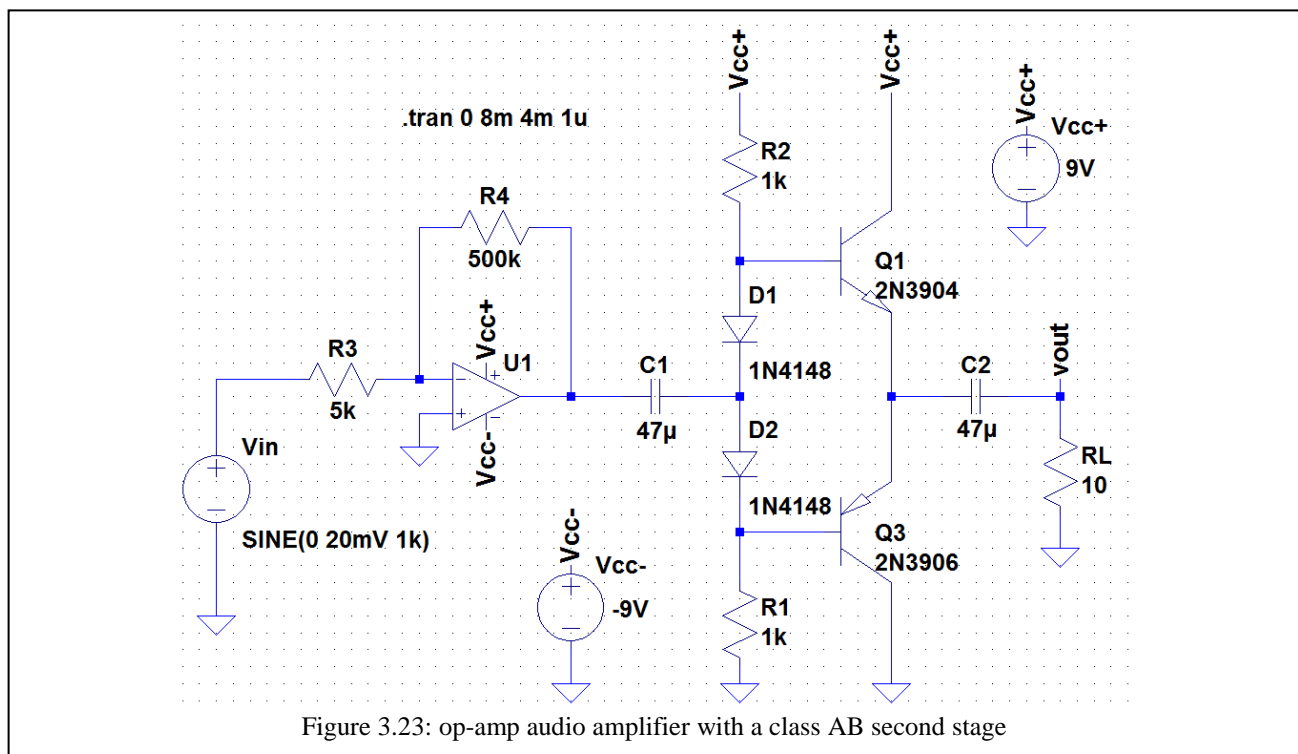 Vcc+
Vcc+
Vcc+
.tran 0 8m 4m 1u
R2
1k
Vcc+
9V
R4
500k
Q1
2N3904
D1
1N4148
Vcc+
U1
R3
5k
C1
47µ
C2
47µ
vout
Vcc-
D2
1N4148
Vin
SINE(0 20mV 1k)
RL
10
Q3
2N3906
Vcc-
Vcc-
-9V
R1
1k
Figure 3.23: op-amp audio amplifier with a class AB second stage